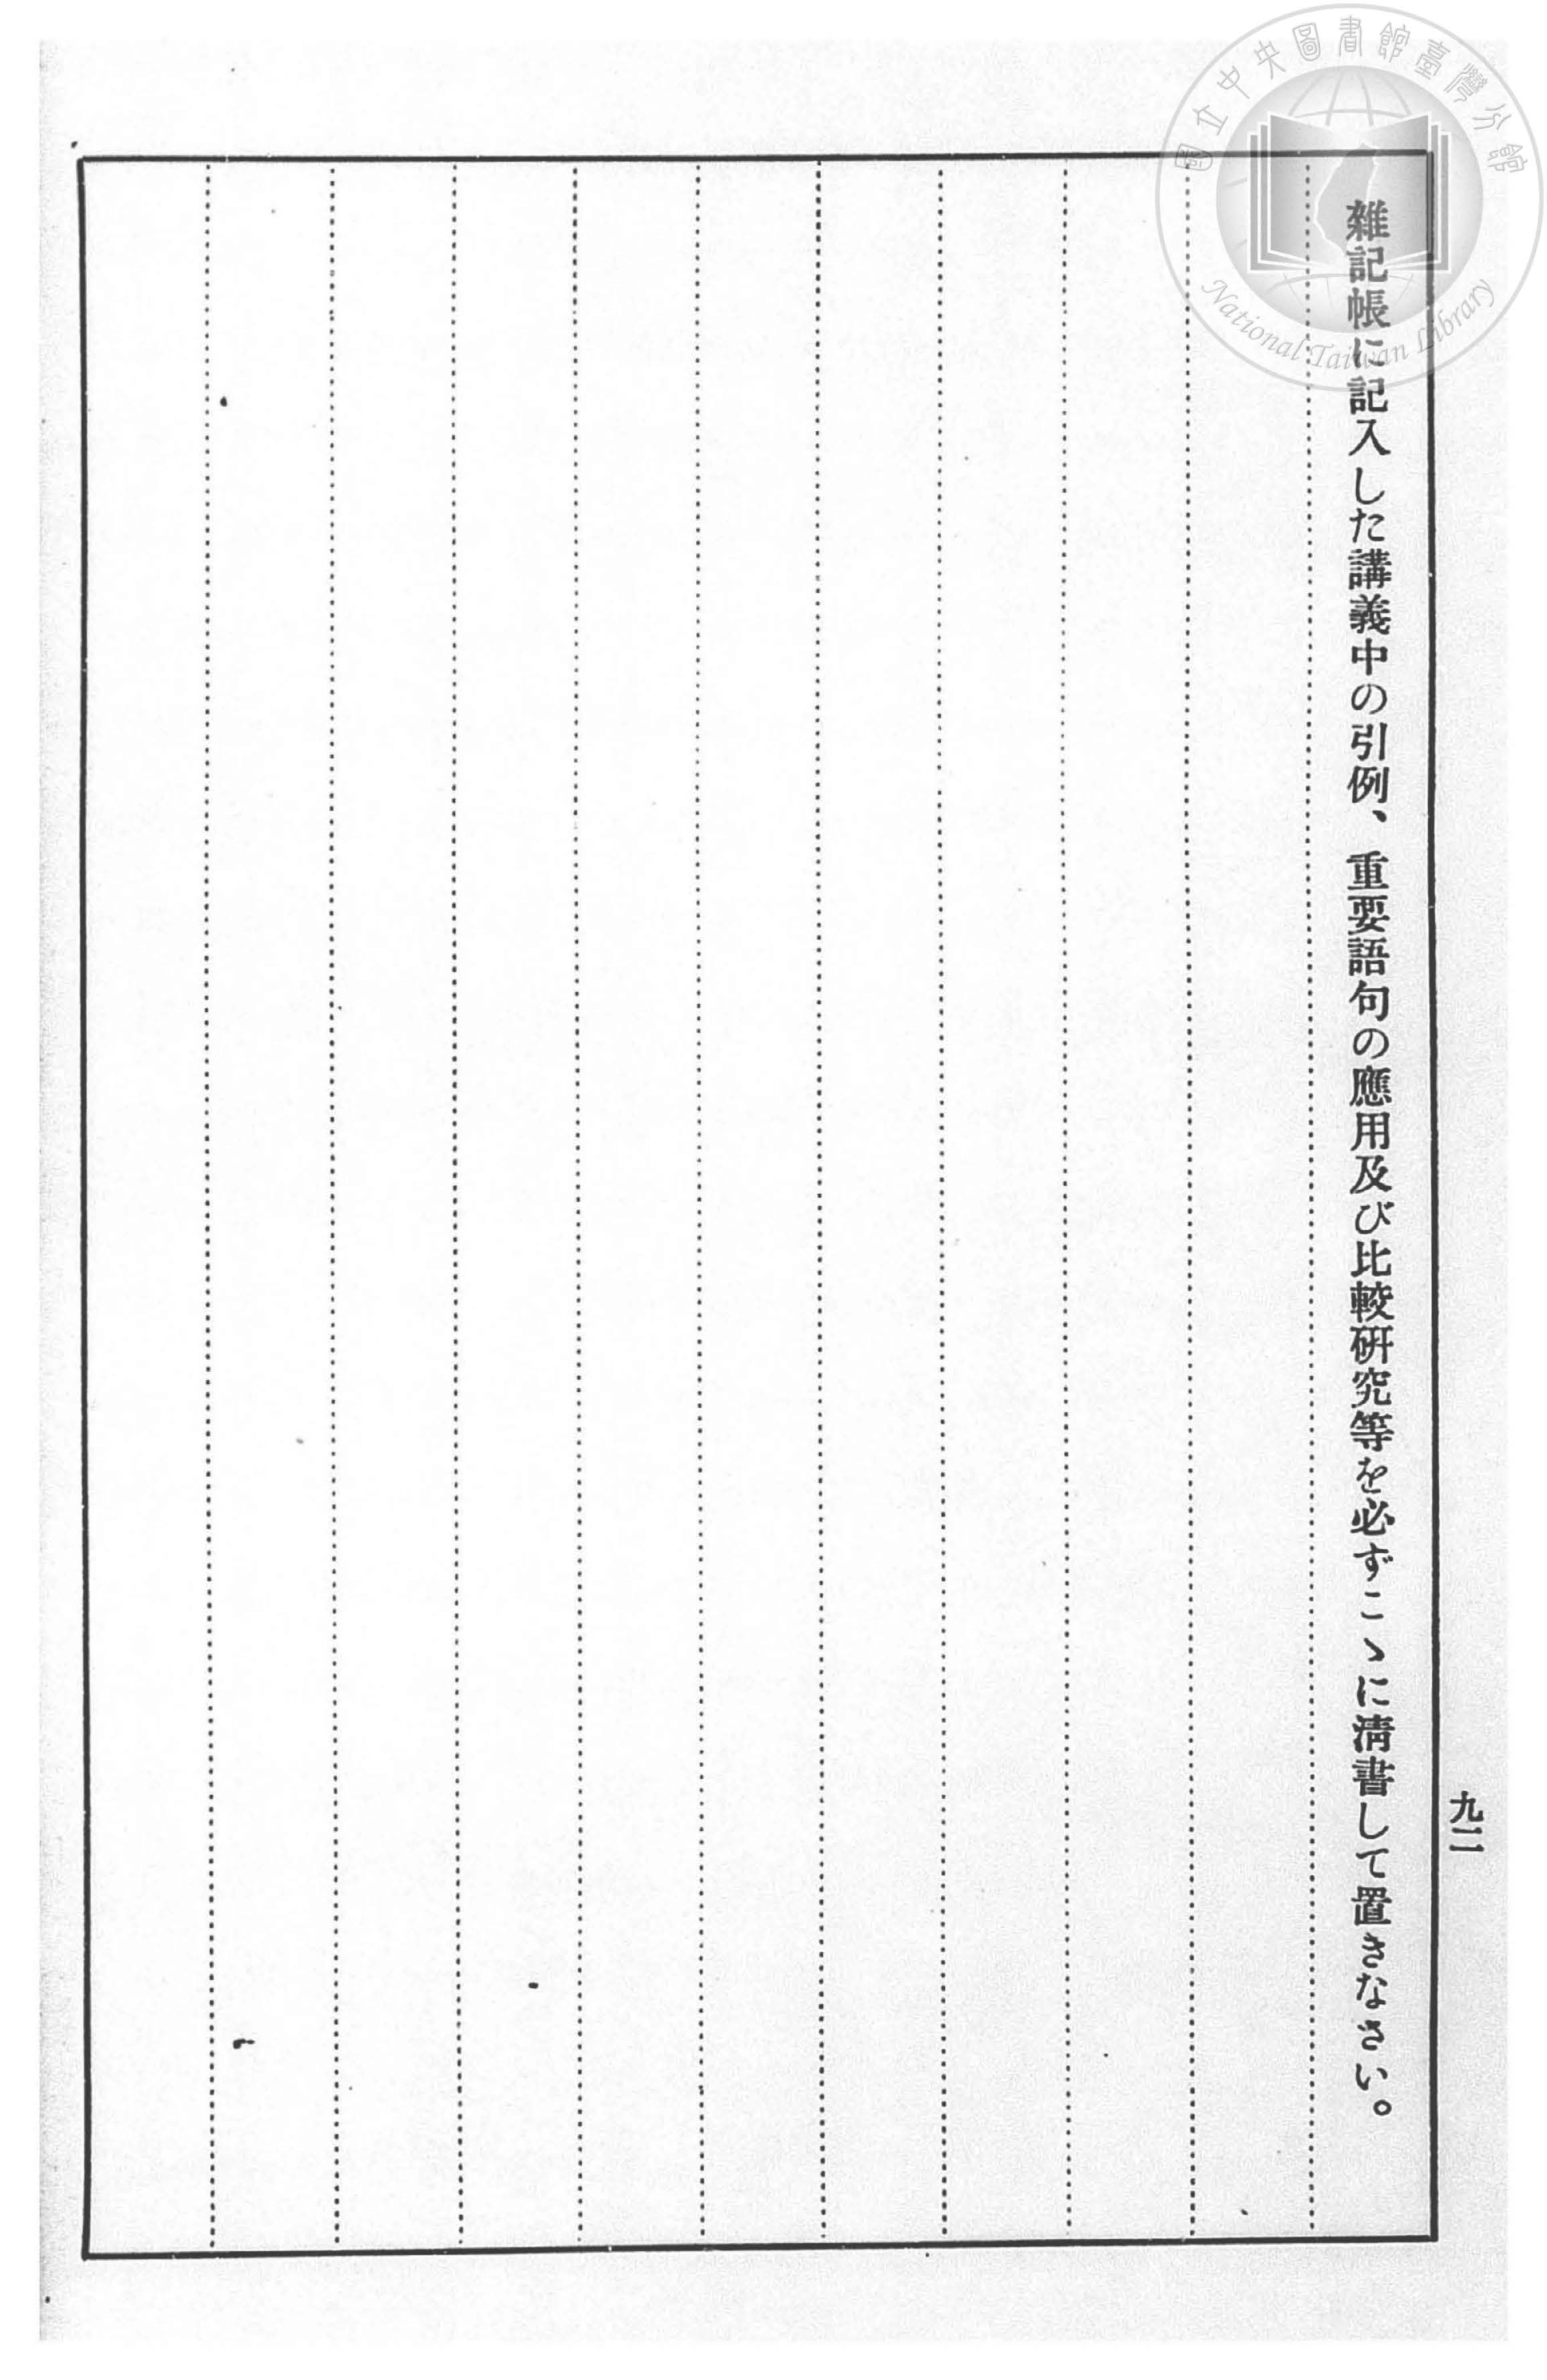 雜記帳に記入した講義中の引例、重要語句の應用及び比較硏究等を必ずこゝに淸書して置きなさい。
九二
國立中央圖書館臺灣分館
National Taiwan Library